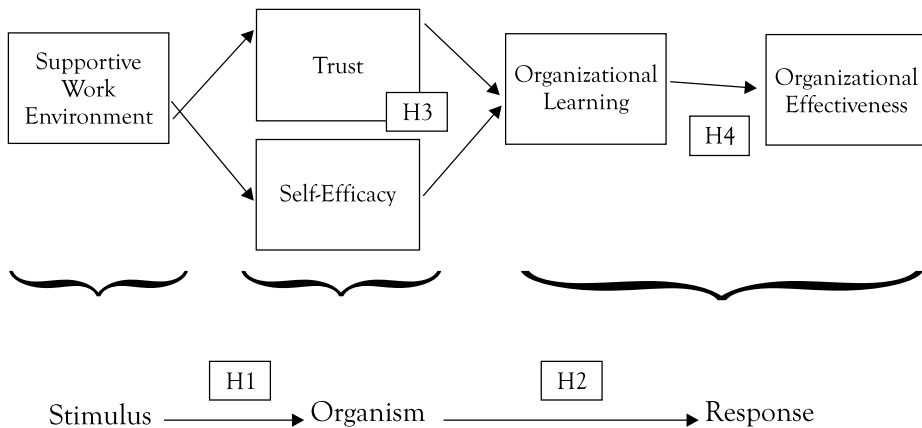 Supportive
Work
Environment
Trust
H3
Self-Efficacy
Organizational
Learning
H4
Organizational
Effectiveness
H1
H2
Stimulus
Organism
Response